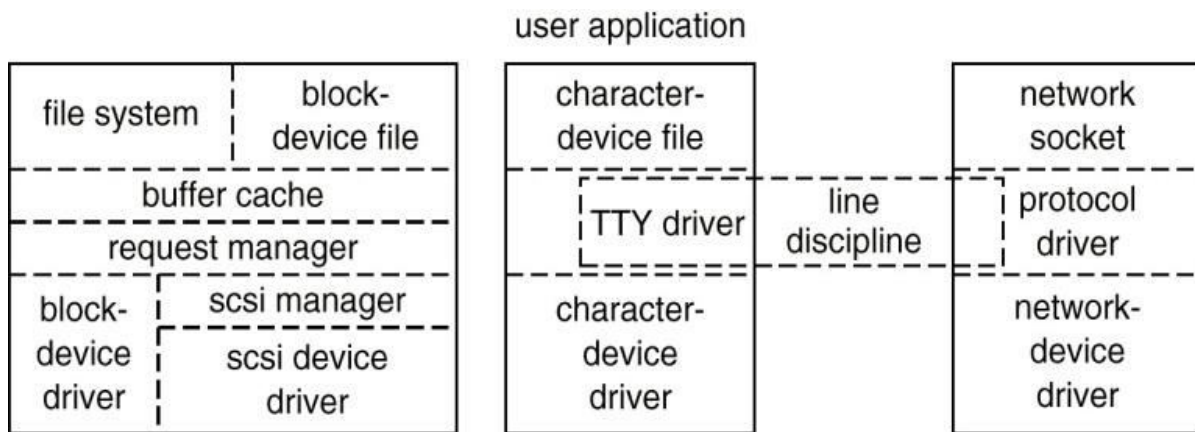 user application
file system
block-
device file
buffer cache
request manager
block-
device
driver
scsi manager
scsi device
driver
character-
device file
TTY driver
line
discipline
character-
device
driver
network
socket
protocol
driver
network-
device
driver